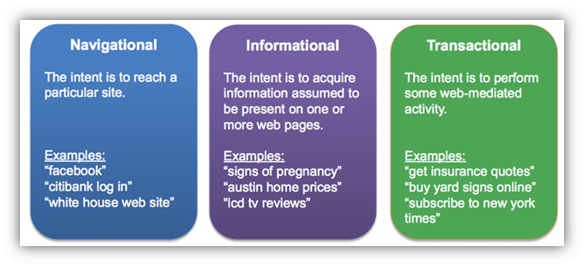 Navigational
The intent is to reach a
particular site.
Examples:
“facebook”
“citibank log in”
“white house web site”
Informational
The intent is to acquire
information assumed to
be present on one or
more web pages.
Examples:
“signs of pregnancy”
“austin home prices”
“lcd tv reviews”
Transactional
The intent is to perform
some web-mediated
activity.
Examples:
“get insurance quotes”
“buy yard signs online”
“subscribe to new york
times”